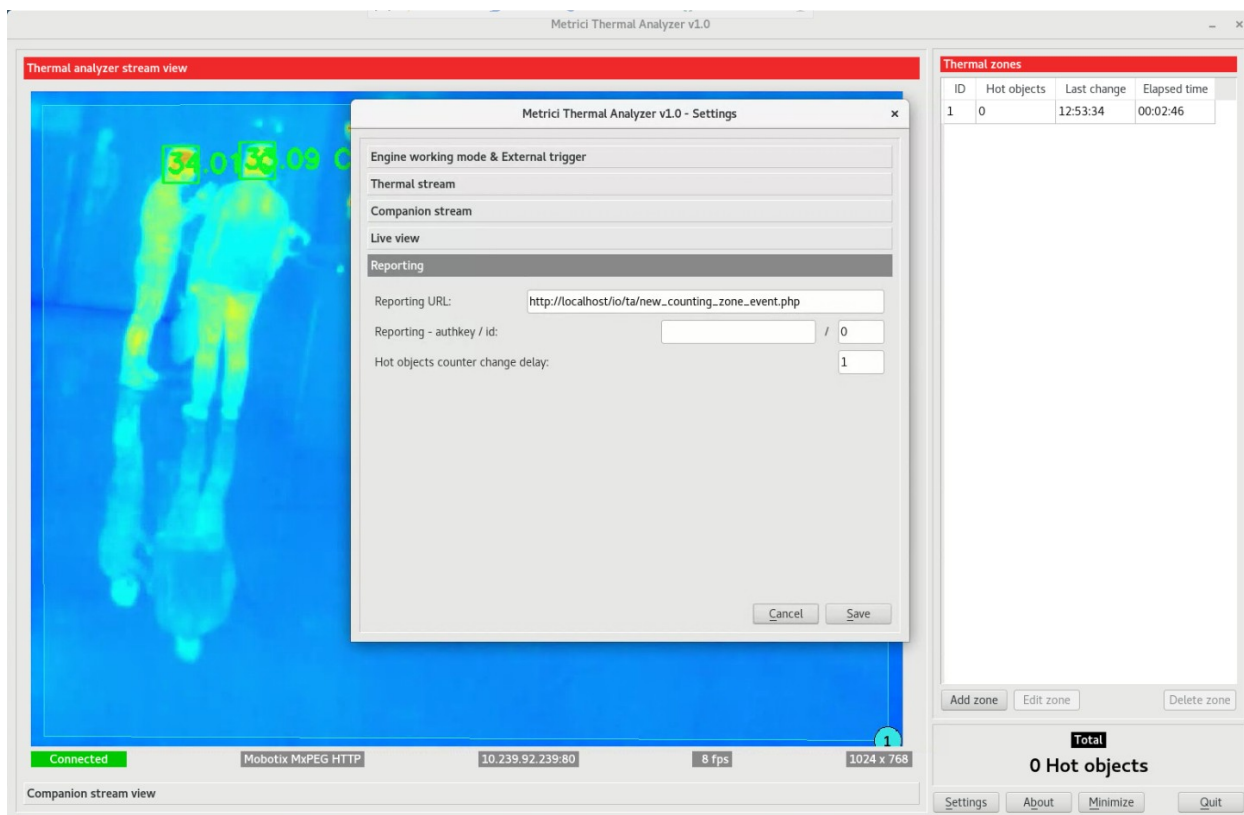 Metrici Thermal Analyzer v1.0
Thermal analyzer stream view
Metrici Thermal Analyzer v1.0 - Settings
Engine working mode & External trigger
Thermal stream
Companion stream
Live view
Reporting
Reporting URL: http://localhost/io/ta/new_counting_zone_event.php
Reporting - authkey / id: / 0
Hot objects counter change delay: 1
Cancel Save
1
Connected Mobotix MxPEG HTTP 10.239.92.239:80 8 fps 1024 x 768
Companion stream view
Thermal zones
ID Hot objects Last change Elapsed time
1 0 12:53:34 00:02:46
Add zone Edit zone Delete zone
Total
0 Hot objects
Settings About Minimize Quit